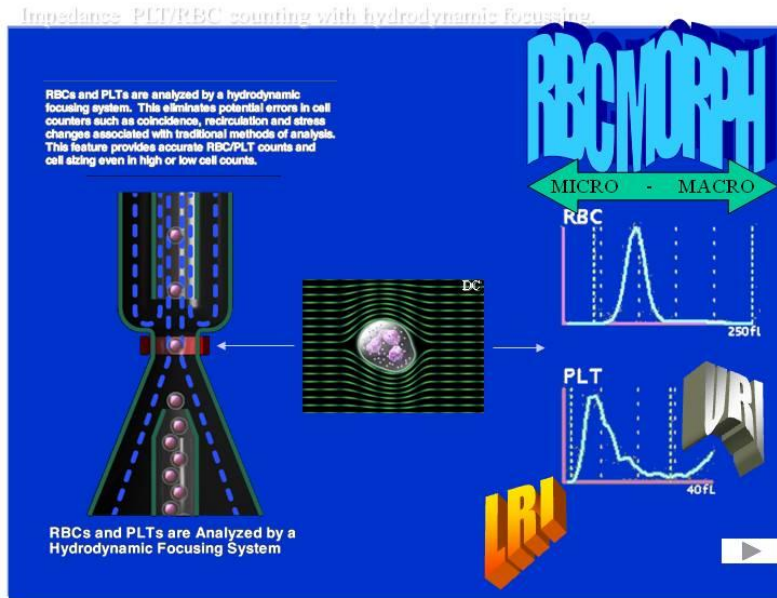 Impedance PLT/RBC counting with hydrodynamic focussing.
RBCs and PLTs are analyzed by a hydrodynamic
focusing system. This eliminates potential errors in cell
counters such as coincidence, recirculation and stress
changes associated with traditional methods of analysis.
This feature provides accurate RBC/PLT counts and
cell sizing even in high or low cell counts.
RBCMORPH
MICRO - MACRO
RBC
250fl
DC
PLT
URI
40fL
LRI
RBCs and PLTs are Analyzed by a
Hydrodynamic Focusing System